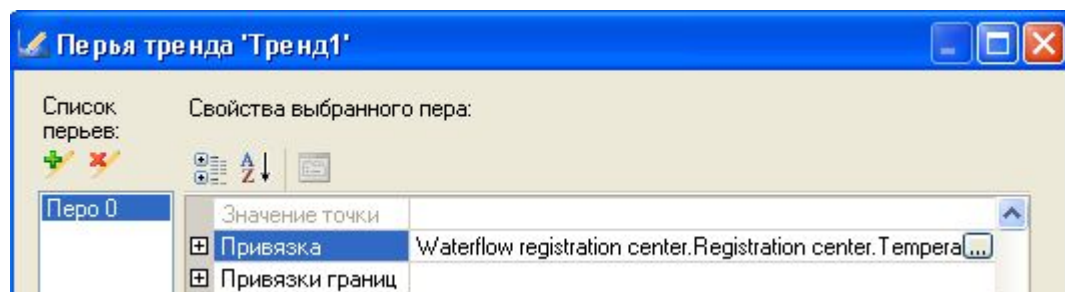 Перья тренда 'Тренд1'
Список перьев:
Свойства выбранного пера:
Перо 0
Значение точки
Привязка Waterflow registration center.Registration center.Tempera ...
Привязки границ